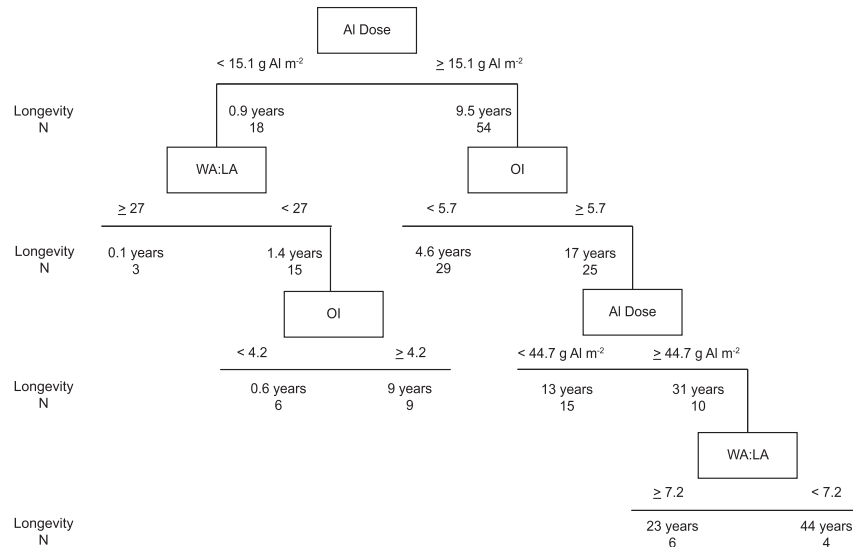 Al Dose
< 15.1 g Al m⁻² ≥ 15.1 g Al m⁻²
Longevity 0.9 years 9.5 years
N 18 54
WA:LA OI
≥ 27 < 27 < 5.7 ≥ 5.7
Longevity 0.1 years 1.4 years 4.6 years 17 years
N 3 15 29 25
OI Al Dose
< 4.2 ≥ 4.2 < 44.7 g Al m⁻² ≥ 44.7 g Al m⁻²
Longevity 0.6 years 9 years 13 years 31 years
N 6 9 15 10
WA:LA
≥ 7.2 < 7.2
Longevity 23 years 44 years
N 6 4